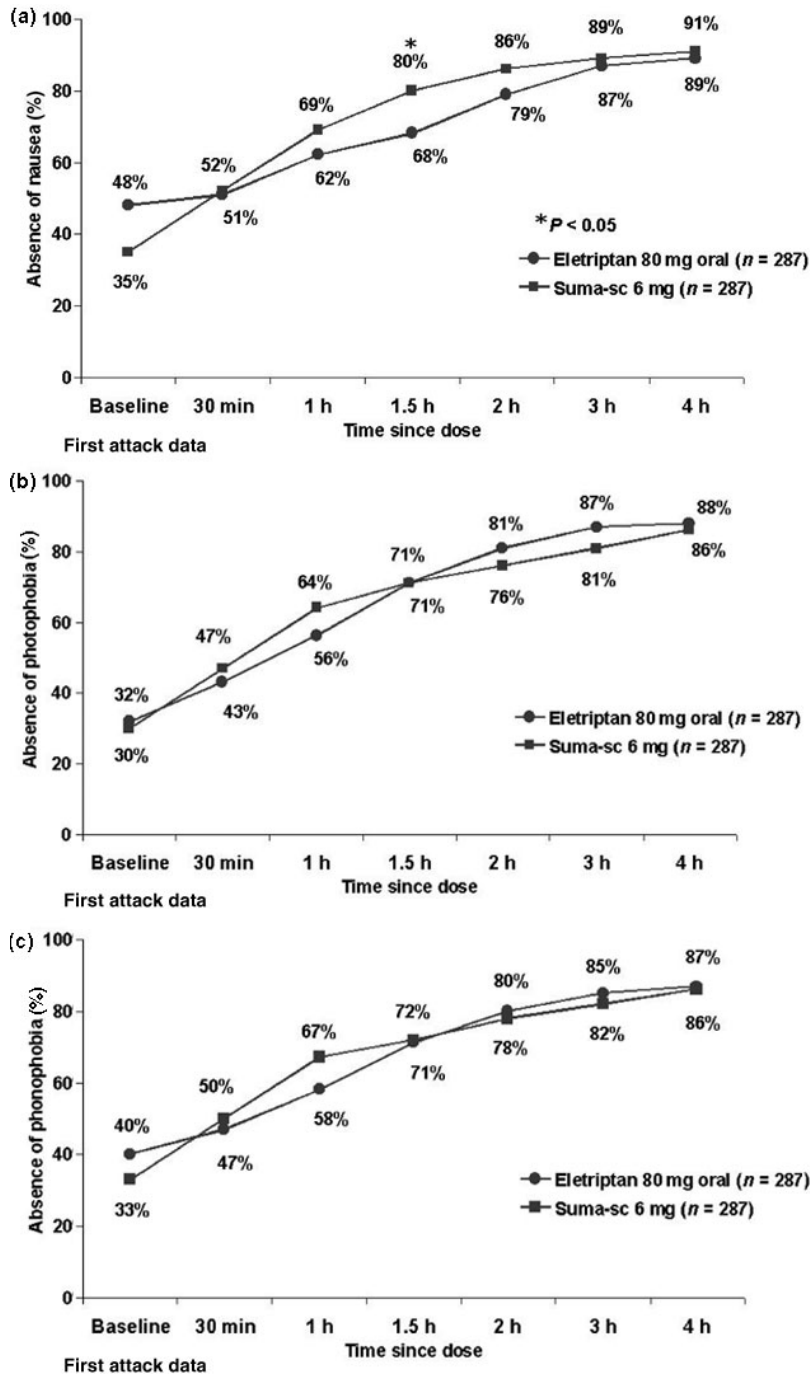 (a)
Absence of nausea (%)
100
80
60
40
20
0
48%
35%
52%
51%
69%
62%
*
80%
68%
86%
79%
89%
87%
91%
89%
*P < 0.05
Eletriptan 80 mg oral (n = 287)
Suma-sc 6 mg (n = 287)
Baseline 30 min 1 h 1.5 h 2 h 3 h 4 h
Time since dose
First attack data
(b)
Absence of photophobia (%)
100
80
60
40
20
0
32%
30%
47%
43%
64%
56%
71%
71%
81%
76%
87%
81%
88%
86%
Eletriptan 80 mg oral (n = 287)
Suma-sc 6 mg (n = 287)
Baseline 30 min 1 h 1.5 h 2 h 3 h 4 h
Time since dose
First attack data
(c)
Absence of phonophobia (%)
100
80
60
40
20
0
40%
33%
50%
47%
67%
58%
72%
71%
80%
78%
85%
82%
87%
86%
Eletriptan 80 mg oral (n = 287)
Suma-sc 6 mg (n = 287)
Baseline 30 min 1 h 1.5 h 2 h 3 h 4 h
Time since dose
First attack data